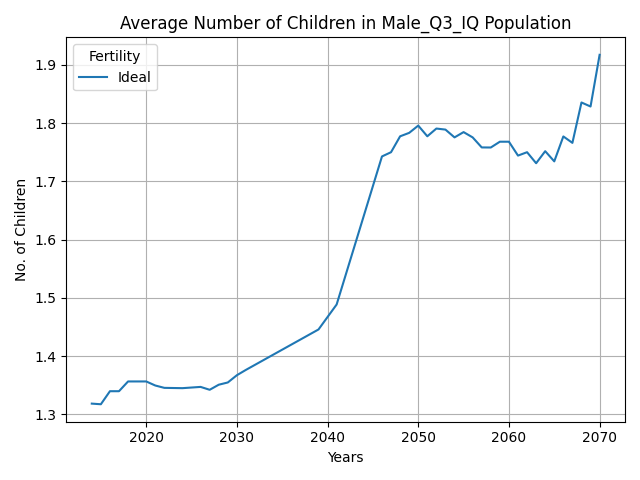 Average Number of Children in Male_Q3_IQ Population
Fertility
Ideal
No. of Children
1.9
1.8
1.7
1.6
1.5
1.4
1.3
2020 2030 2040 2050 2060 2070
Years